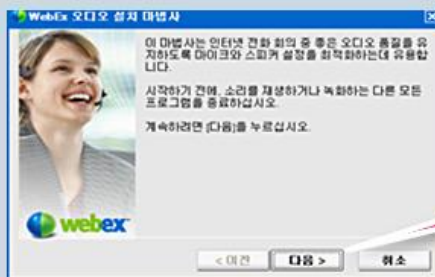 WebEx 오디오 설치 마법사
이 마법사는 인터넷 전화 회의 중 좋은 오디오 품질을 유
지하도록 마이크와 스피커 설정을 최적화하는데 유용합
니다.
시작하기 전에, 소리를 재생하거나 녹화하는 다른 모든
프로그램을 종료하십시오.
계속하려면 [다음]을 누르십시오.
webex
< 이전 다음 > 취소